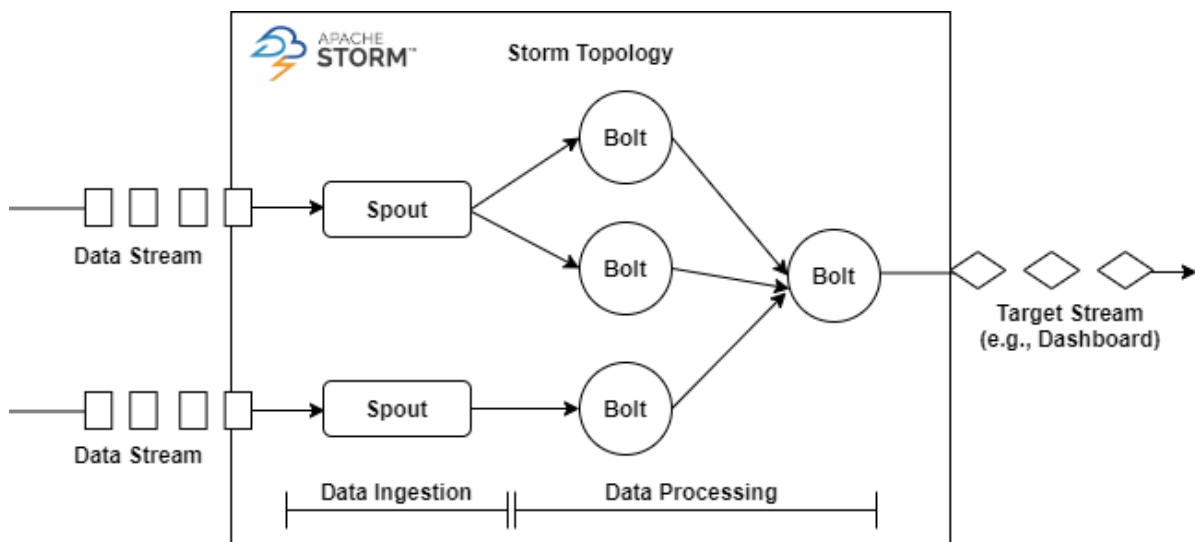 APACHE
STORM™
Storm Topology
Bolt
Spout
Data Stream
Bolt
Bolt
Target Stream
(e.g., Dashboard)
Spout
Bolt
Data Stream
Data Ingestion
Data Processing